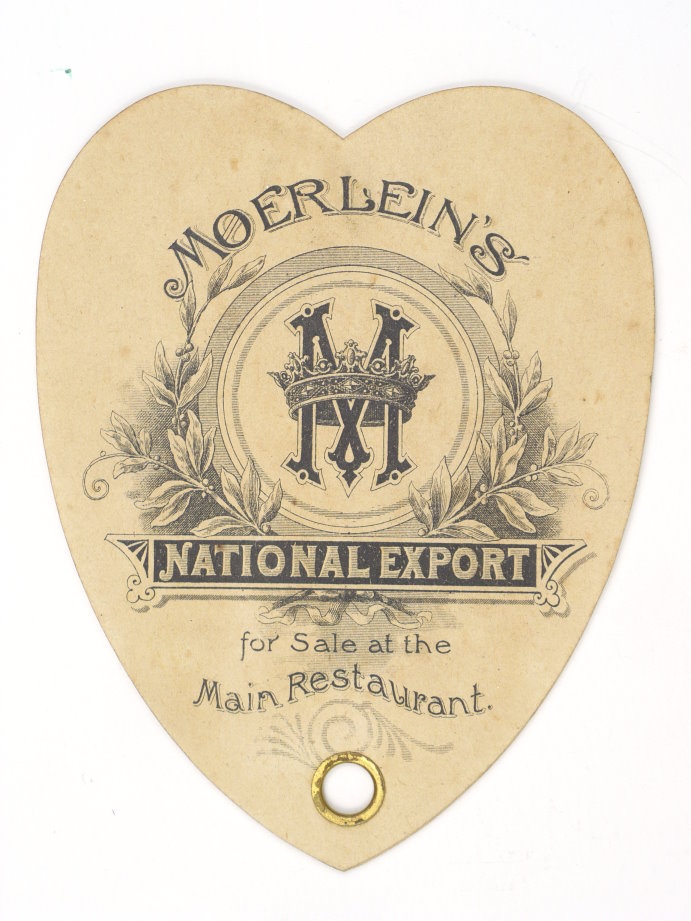 MOERLEIN'S
M
NATIONAL EXPORT
for Sale at the
Main Restaurant.